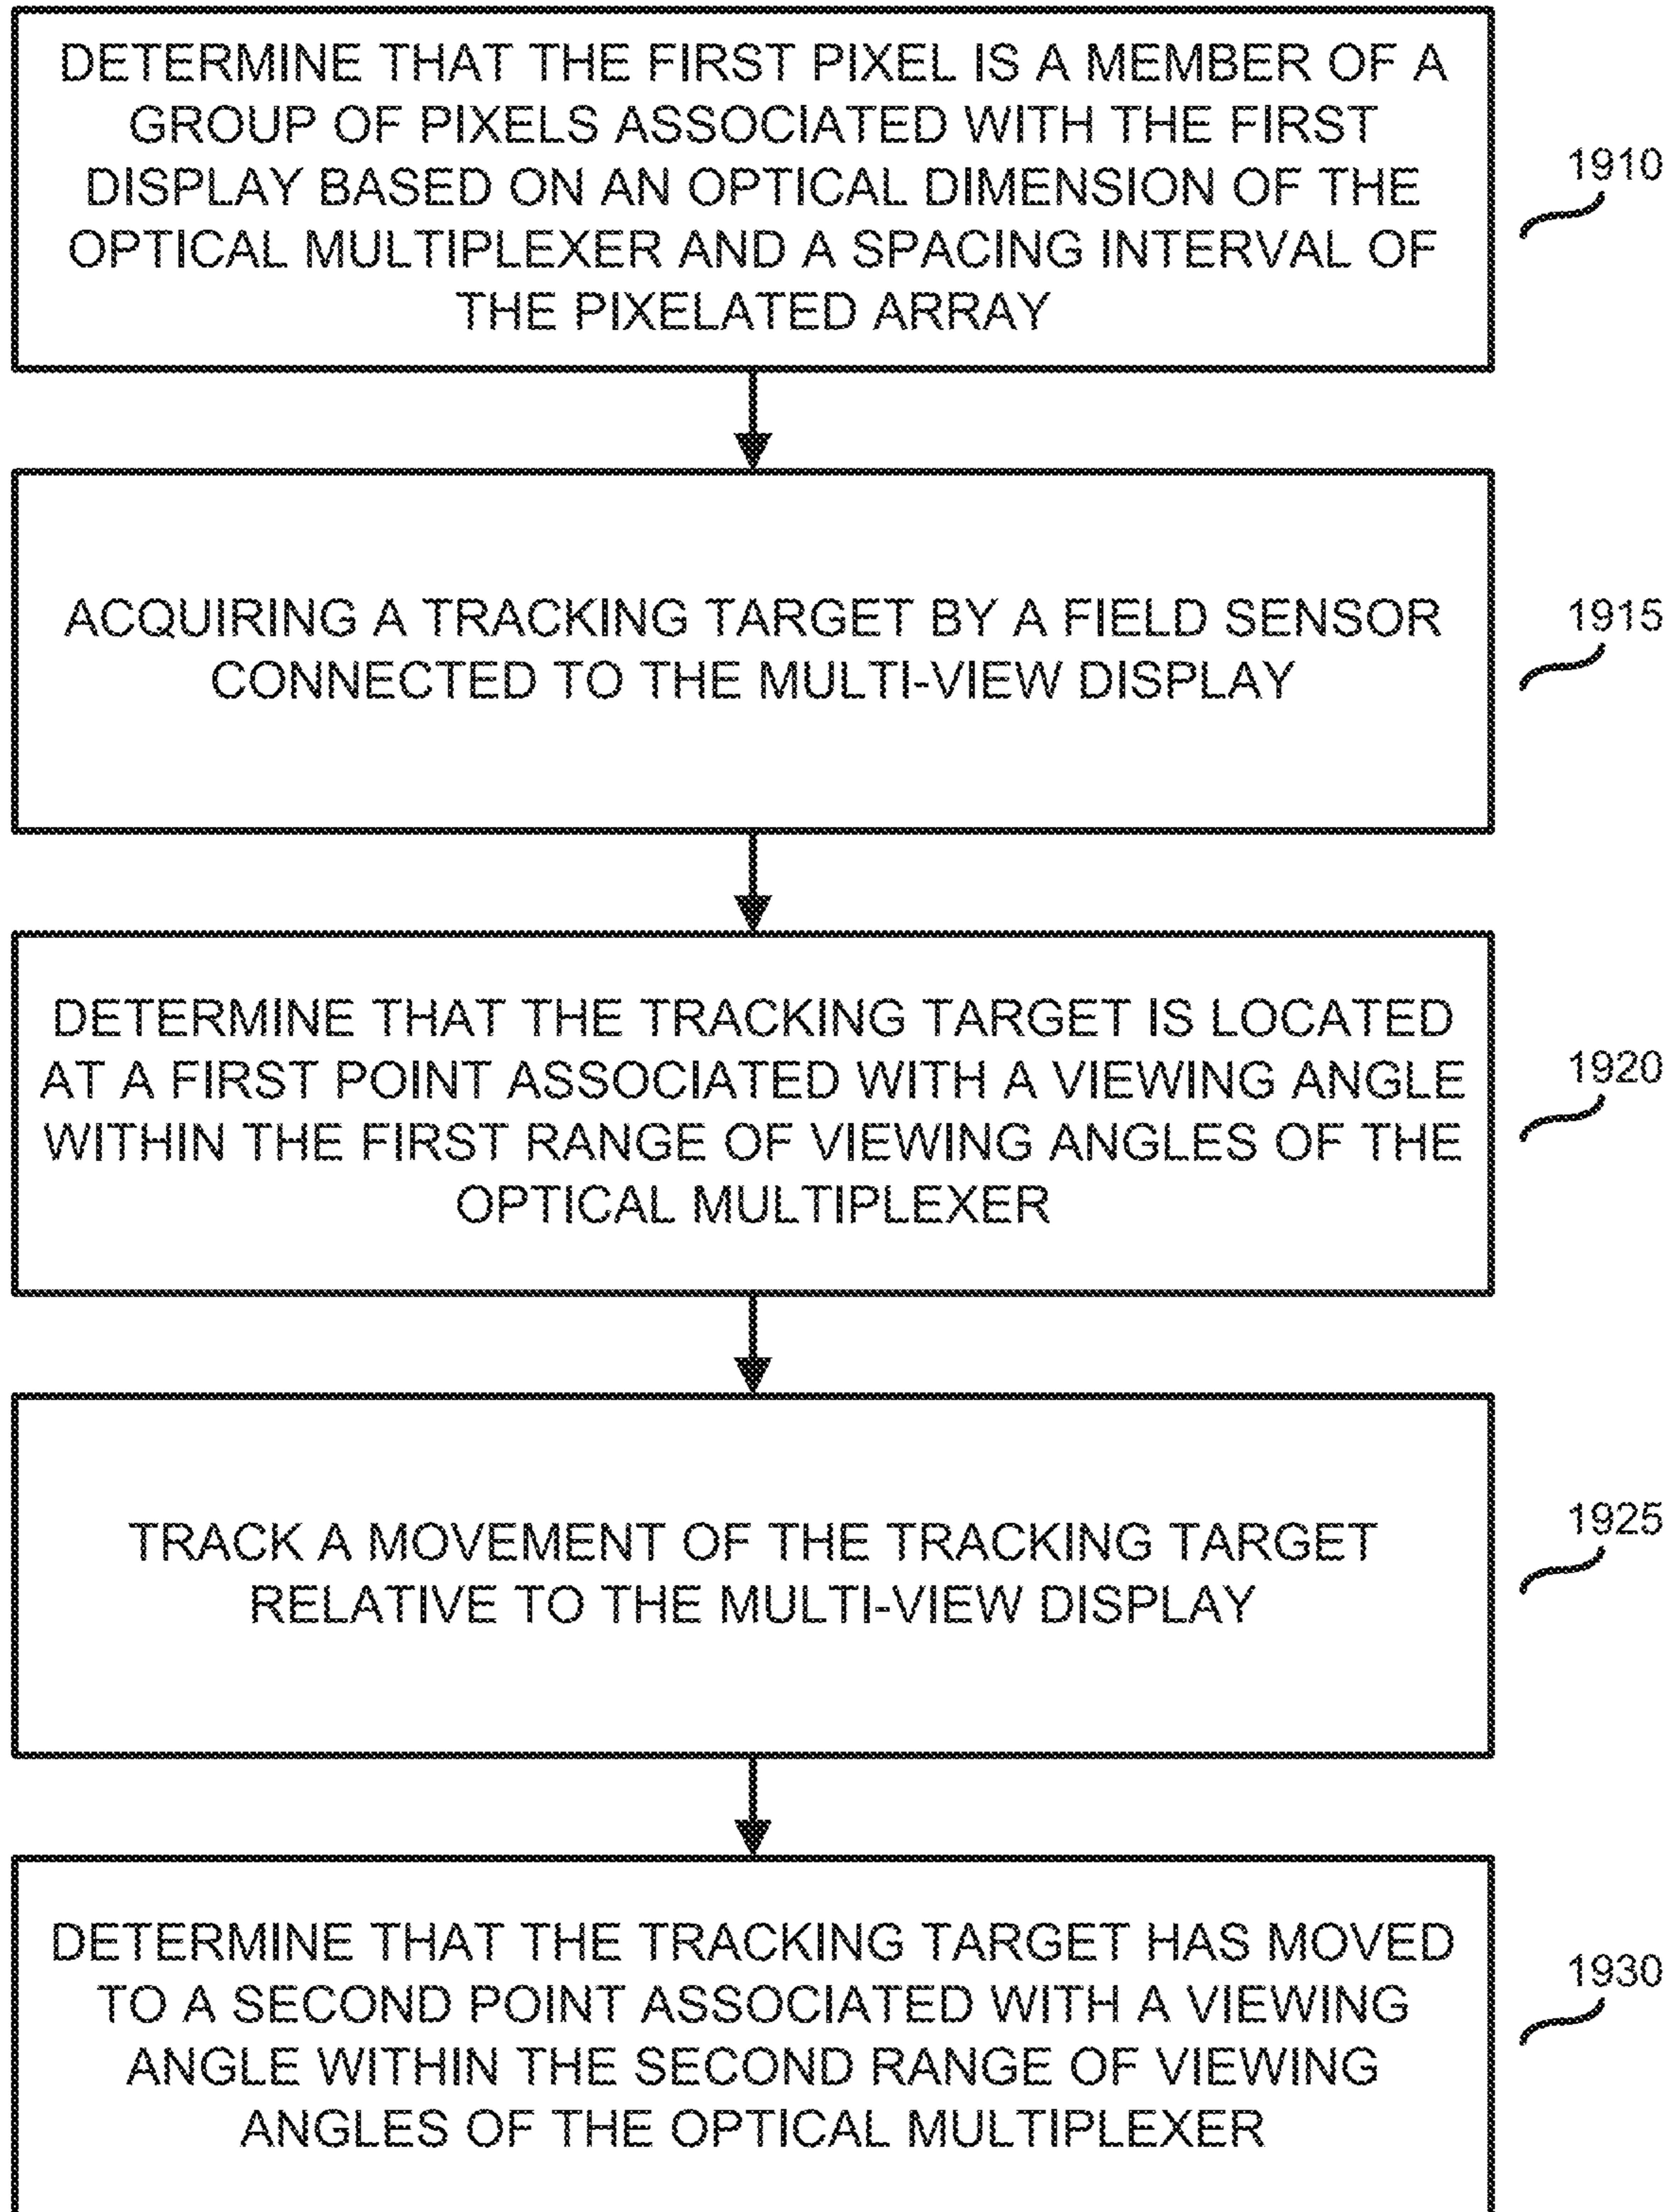 DETERMINE THAT THE FIRST PIXEL IS A MEMBER OF A
GROUP OF PIXELS ASSOCIATED WITH THE FIRST
DISPLAY BASED ON AN OPTICAL DIMENSION OF THE
OPTICAL MULTIPLEXER AND A SPACING INTERVAL OF
THE PIXELATED ARRAY
1910
ACQUIRING A TRACKING TARGET BY A FIELD SENSOR
CONNECTED TO THE MULTI-VIEW DISPLAY
1915
DETERMINE THAT THE TRACKING TARGET IS LOCATED
AT A FIRST POINT ASSOCIATED WITH A VIEWING ANGLE
WITHIN THE FIRST RANGE OF VIEWING ANGLES OF THE
OPTICAL MULTIPLEXER
1920
TRACK A MOVEMENT OF THE TRACKING TARGET
RELATIVE TO THE MULTI-VIEW DISPLAY
1925
DETERMINE THAT THE TRACKING TARGET HAS MOVED
TO A SECOND POINT ASSOCIATED WITH A VIEWING
ANGLE WITHIN THE SECOND RANGE OF VIEWING
ANGLES OF THE OPTICAL MULTIPLEXER
1930